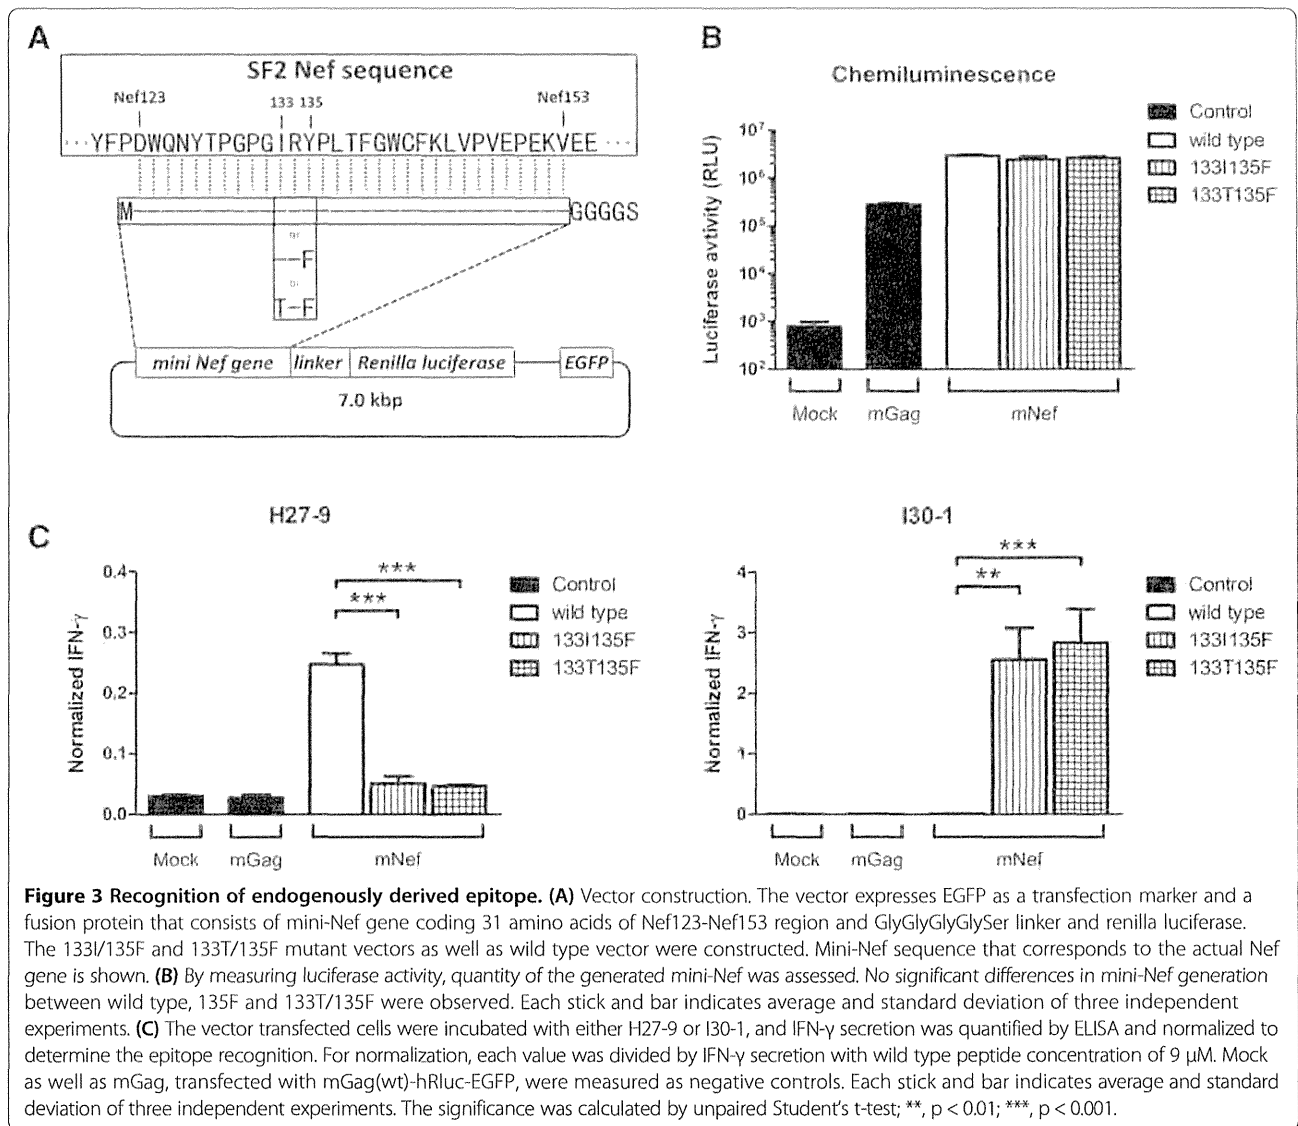 A
SF2 Nef sequence
Nef123
133 135
Nef153
···YFPDWQNYTPGPGIRYPLTFGWCFKLVPVEPEKVEE···
M
GGGGS
or
F
or
T F
mini Nef gene
linker
Renilla luciferase
EGFP
7.0 kbp
B
Chemiluminescence
Luciferase avtivity (RLU)
10⁷
10⁶
10⁵
10⁴
10³
10²
Mock
mGag
mNef
Control
wild type
133I135F
133T135F
C
H27-9
Normalized IFN-γ
0.4
0.3
0.2
0.1
0.0
***
***
Mock
mGag
mNef
Control
wild type
133I135F
133T135F
I30-1
Normalized IFN-γ
4
3
2
1
0
***
**
Mock
mGag
mNef
Control
wild type
133I135F
133T135F
Figure 3 Recognition of endogenously derived epitope. (A) Vector construction. The vector expresses EGFP as a transfection marker and a
fusion protein that consists of mini-Nef gene coding 31 amino acids of Nef123-Nef153 region and GlyGlyGlyGlySer linker and renilla luciferase.
The 133I/135F and 133T/135F mutant vectors as well as wild type vector were constructed. Mini-Nef sequence that corresponds to the actual Nef
gene is shown. (B) By measuring luciferase activity, quantity of the generated mini-Nef was assessed. No significant differences in mini-Nef generation
between wild type, 135F and 133T/135F were observed. Each stick and bar indicates average and standard deviation of three independent
experiments. (C) The vector transfected cells were incubated with either H27-9 or I30-1, and IFN-γ secretion was quantified by ELISA and normalized to
determine the epitope recognition. For normalization, each value was divided by IFN-γ secretion with wild type peptide concentration of 9 μM. Mock
as well as mGag, transfected with mGag(wt)-hRluc-EGFP, were measured as negative controls. Each stick and bar indicates average and standard
deviation of three independent experiments. The significance was calculated by unpaired Student's t-test; **, p < 0.01; ***, p < 0.001.